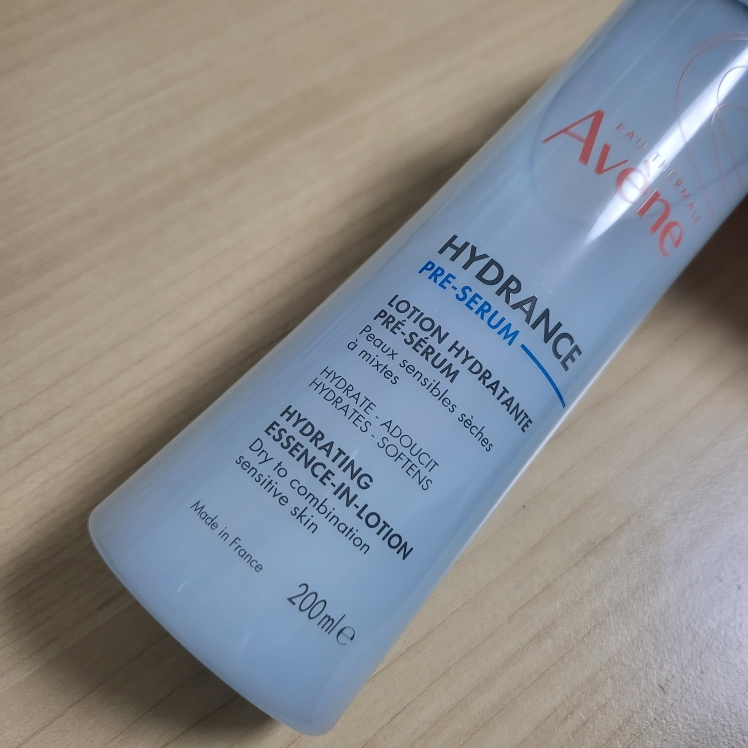 EAU THERMALE
Avène
HYDRANCE
PRE-SERUM
LOTION HYDRATANTE
PRÉ-SÉRUM
Peaux sensibles sèches
à mixtes
HYDRATE - ADOUCIT
HYDRATES - SOFTENS
HYDRATING
ESSENCE-IN-LOTION
Dry to combination
sensitive skin
Made in France
200ml℮